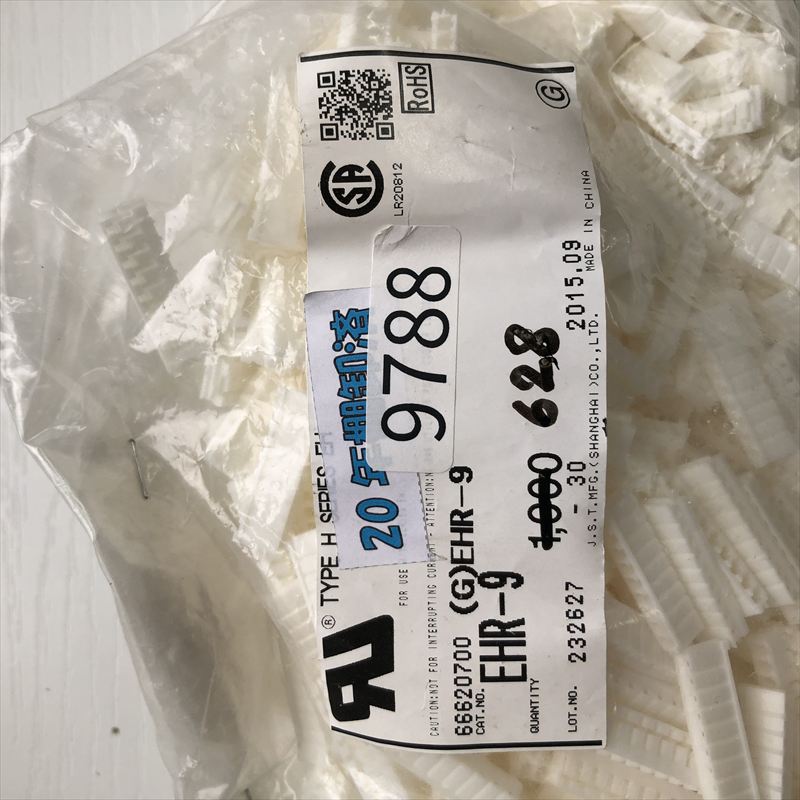 RoHS
G
SA
LR20812
® TYPE H SERIES EH
20年棚卸済
9788
FOR USE
CAUTION:NOT FOR INTERRUPTING CURRENT - ATTENTION:N
66620700 (G)EHR-9
CAT.NO. EHR-9
QUANTITY 1,000 628
LOT.NO. 232627 - 30 2015.09
J.S.T.MFG.(SHANGHAI)CO.,LTD. MADE IN CHINA